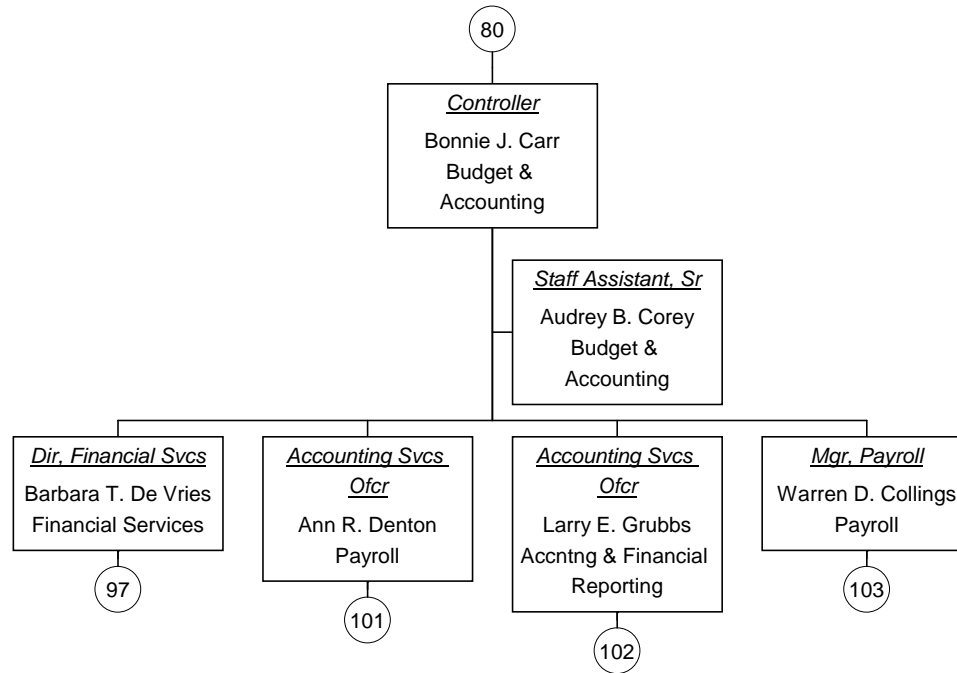 80
Controller
Bonnie J. Carr
Budget &
Accounting
Staff Assistant, Sr
Audrey B. Corey
Budget &
Accounting
Dir, Financial Svcs
Barbara T. De Vries
Financial Services
97
Accounting Svcs
Ofcr
Ann R. Denton
Payroll
101
Accounting Svcs
Ofcr
Larry E. Grubbs
Accntng & Financial
Reporting
102
Mgr, Payroll
Warren D. Collings
Payroll
103